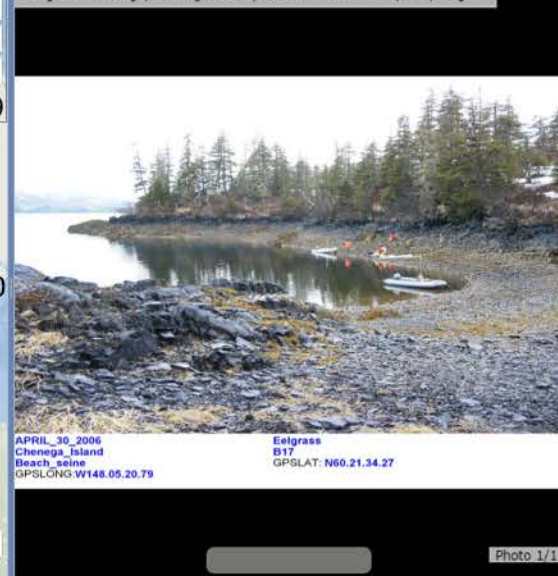 APRIL_30_2006
Chenega_Island
Beach_seine
GPSLONG:W148.05.20.79
Eelgrass
B17
GPSLAT: N60.21.34.27
Photo 1/1